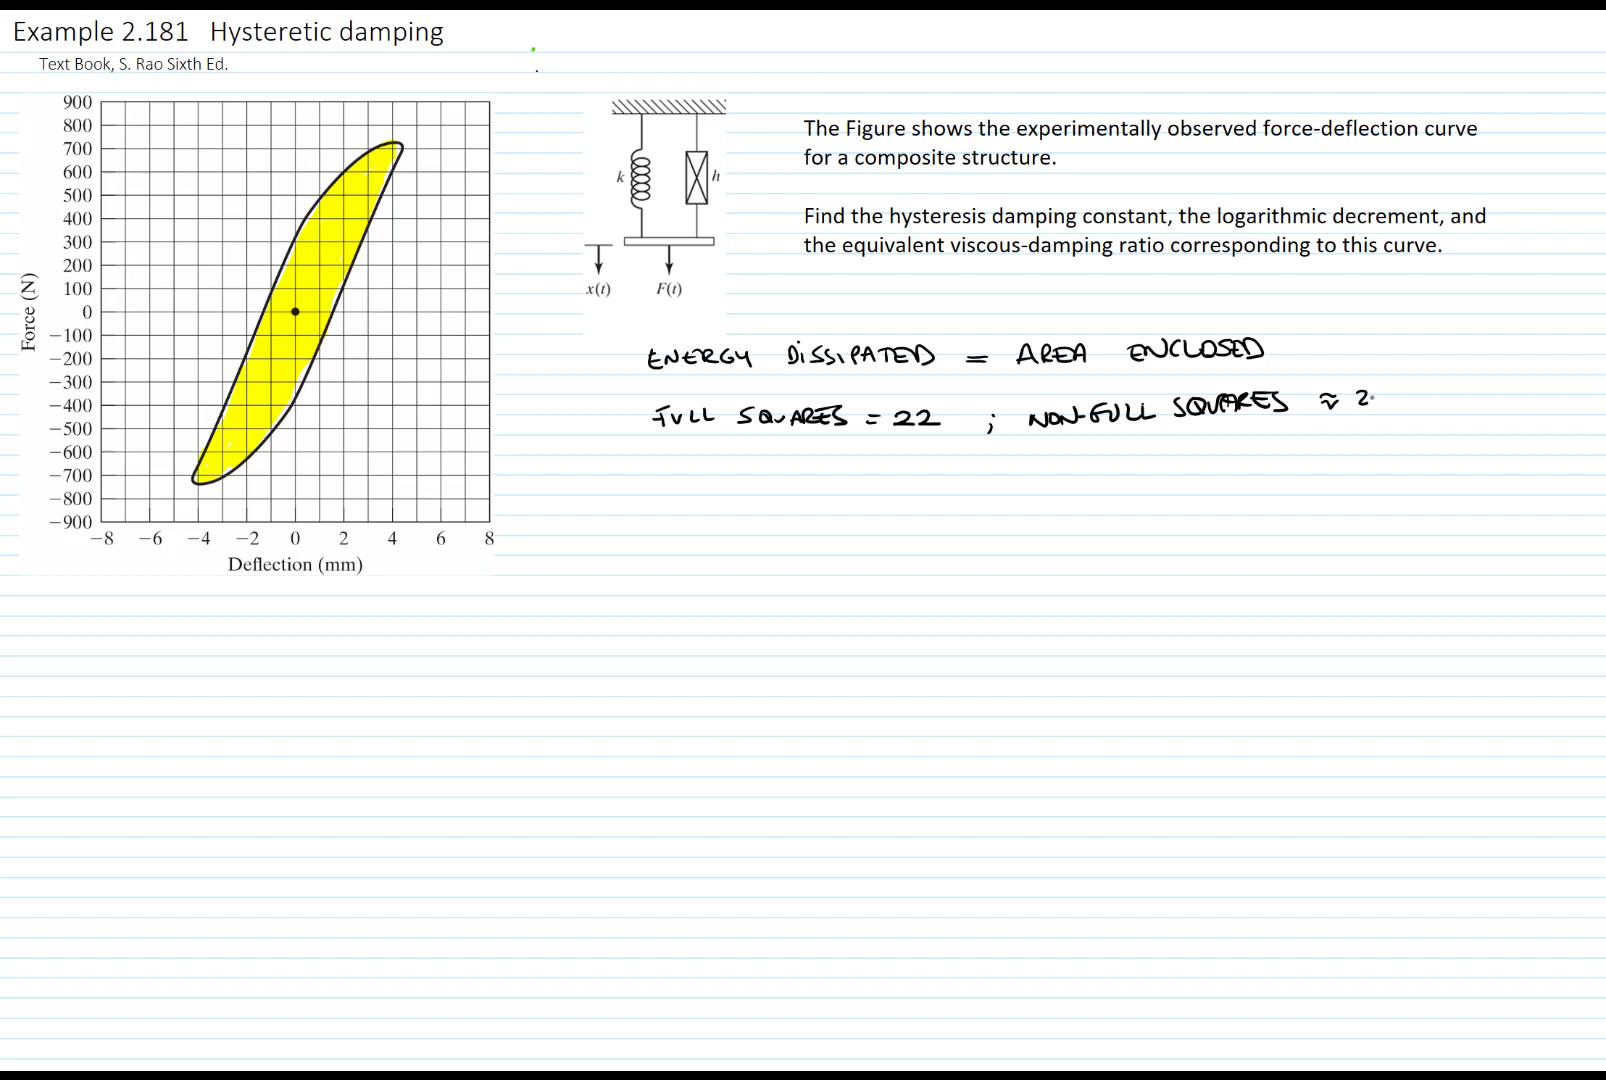 Example 2.181 Hysteretic damping
Text Book, S. Rao Sixth Ed.
900
800
700
600
500
400
300
200
100
0
−100
−200
−300
−400
−500
−600
−700
−800
−900
Force (N)
−8 −6 −4 −2 0 2 4 6 8
Deflection (mm)
k
h
x(t)
F(t)
The Figure shows the experimentally observed force-deflection curve
for a composite structure.
Find the hysteresis damping constant, the logarithmic decrement, and
the equivalent viscous-damping ratio corresponding to this curve.
ENERGY DISSIPATED = AREA ENCLOSED
FULL SQUARES = 22 ; NON-FULL SQUARES ≈ 2